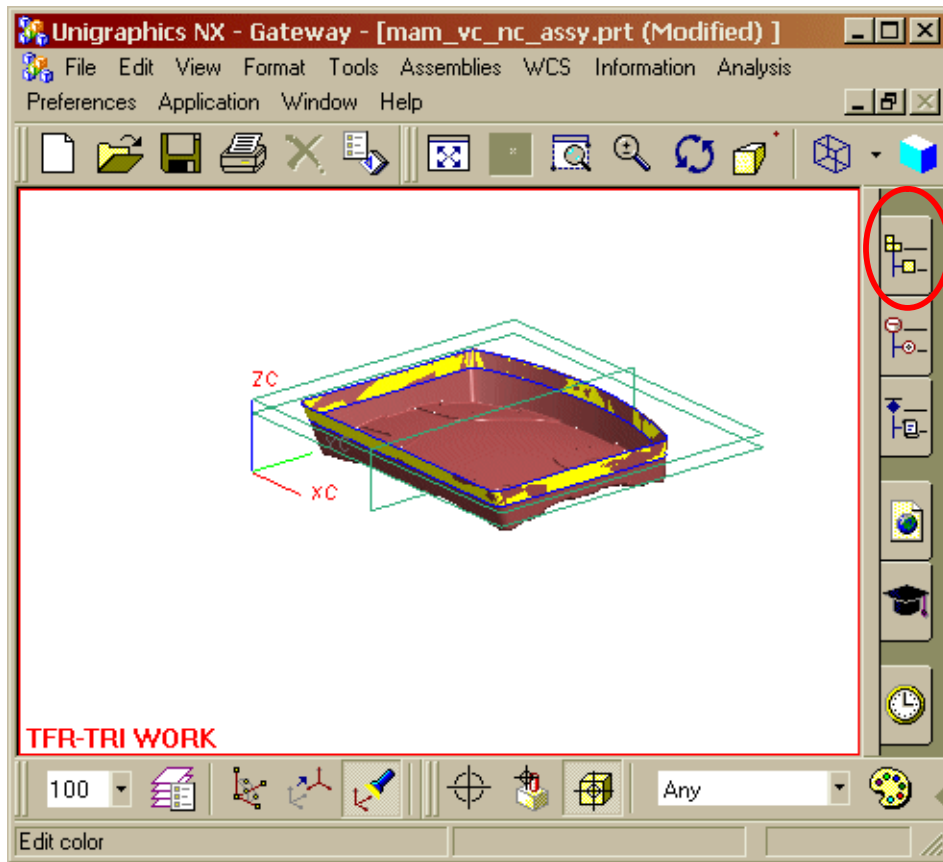 Unigraphics NX - Gateway - [mam_vc_nc_assy.prt (Modified) ]
File Edit View Format Tools Assemblies WCS Information Analysis
Preferences Application Window Help
ZC
YC
XC
TFR-TRI WORK
100 Any
Edit color